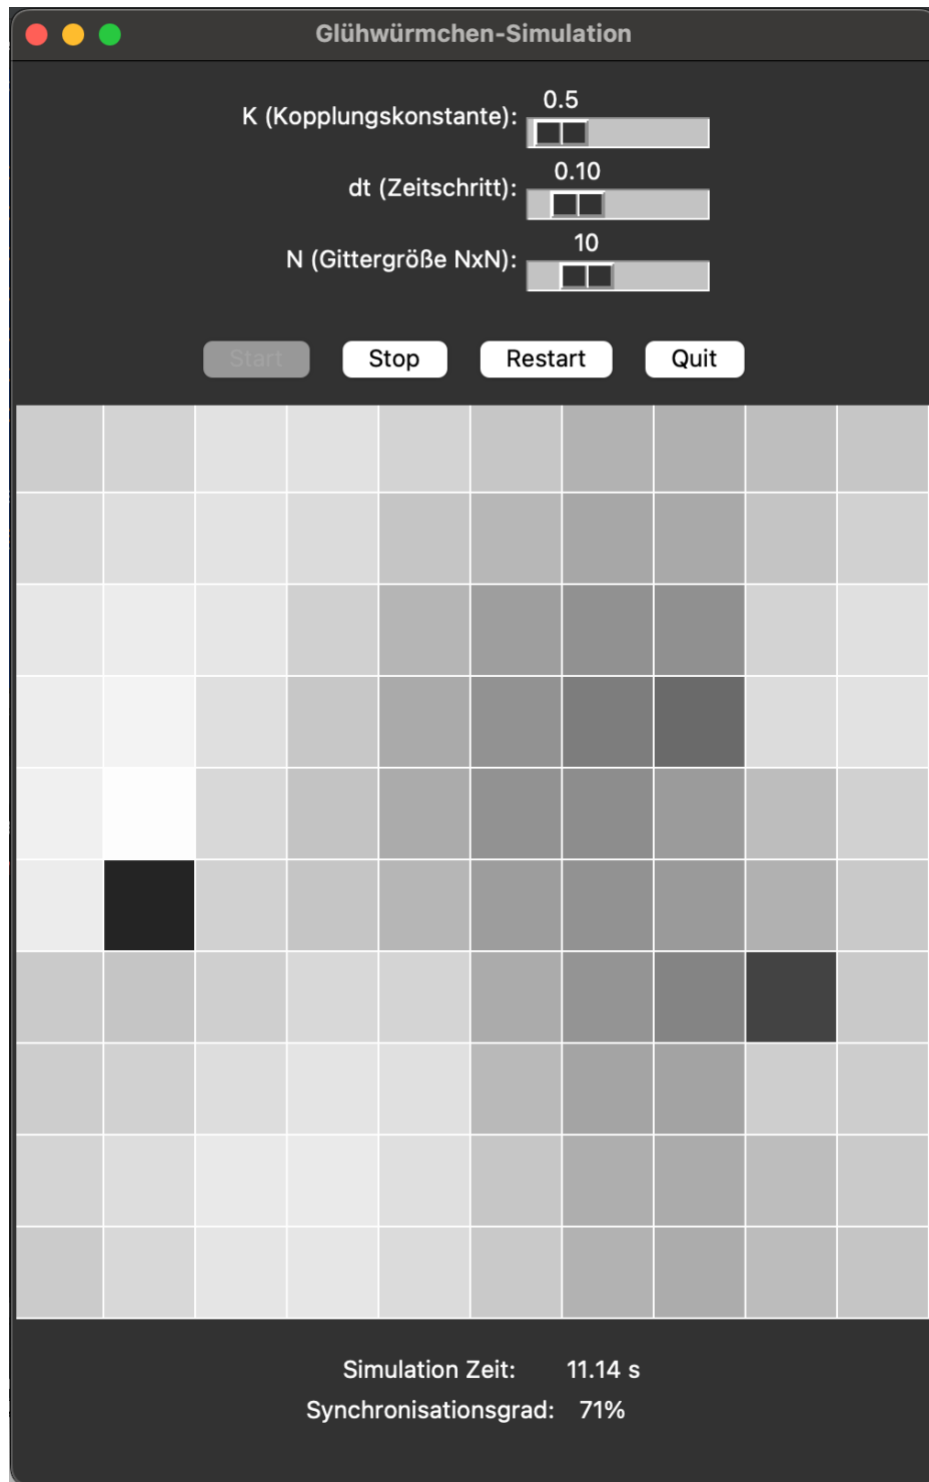 Glühwürmchen-Simulation
0.5
K (Kopplungskonstante):
0.10
dt (Zeitschritt):
10
N (Gittergröße NxN):
Start Stop Restart Quit
Simulation Zeit: 11.14 s
Synchronisationsgrad: 71%